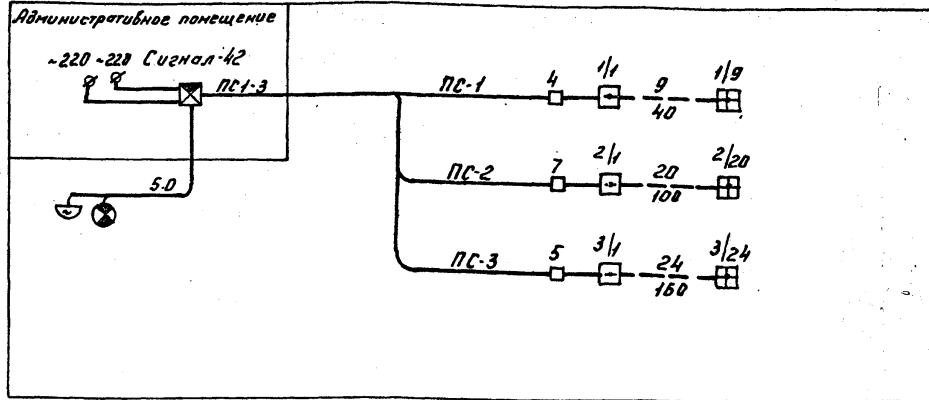 Административное помещение
~220 ~220 Сигнал-42
ПС1-3
ПС-1
4
1/1
9
40
1/9
5.0
ПС-2
7
2/1
20
100
2/20
ПС-3
5
3/1
24
160
3/24